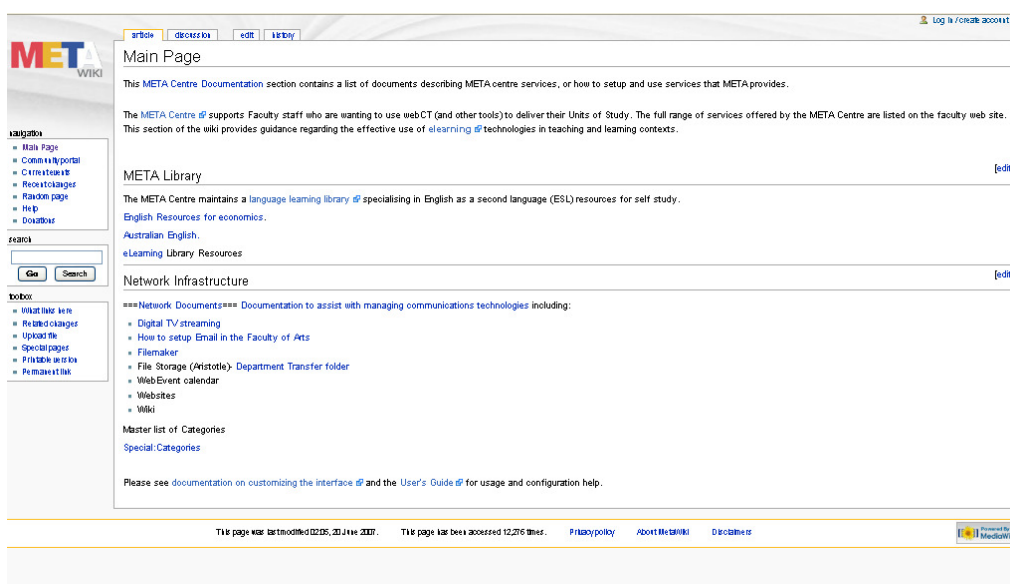 Log in / create account
article discussion edit history
META
WIKI
Main Page
This META Centre Documentation section contains a list of documents describing META centre services, or how to setup and use services that META provides.
The META Centre supports Faculty staff who are wanting to use webCT (and other tools) to deliver their Units of Study. The full range of services offered by the META Centre are listed on the faculty web site.
This section of the wiki provides guidance regarding the effective use of elearning technologies in teaching and learning contexts.
navigation
Main Page
Community portal
Current events
Recent changes
Random page
Help
Donations
search
Go Search
toolbox
What links here
Related changes
Upload file
Special pages
Printable version
Permanent link
META Library
[edit
The META Centre maintains a language learning library specialising in English as a second language (ESL) resources for self study.
English Resources for economics.
Australian English.
eLearning Library Resources
Network Infrastructure
[edit
===Network Documents=== Documentation to assist with managing communications technologies including:
Digital TV streaming
How to setup Email in the Faculty of Arts
Filemaker
File Storage (Aristotle)- Department Transfer folder
WebEvent calendar
Websites
Wiki
Master list of Categories
Special:Categories
Please see documentation on customizing the interface and the User's Guide for usage and configuration help.
This page was last modified 02:05, 20 June 2007. This page has been accessed 12,276 times. Privacy policy About MetaWiki Disclaimers
Powered By
MediaWi